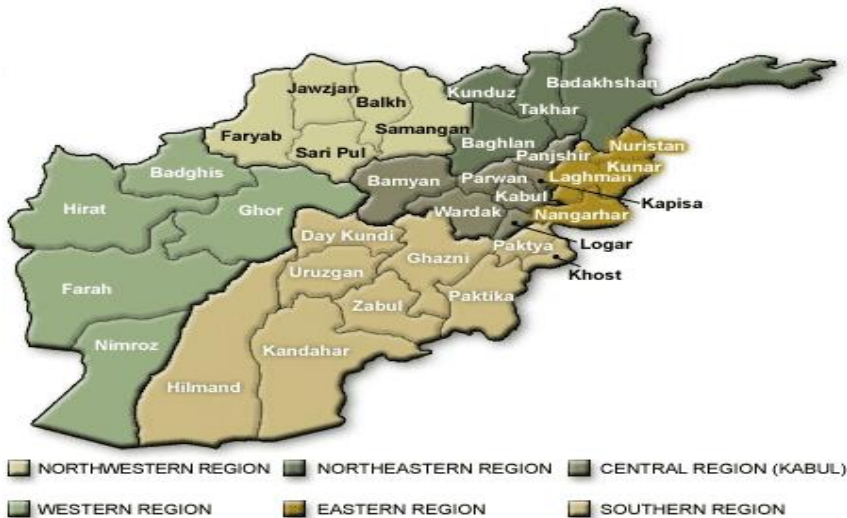 Badakhshan
Kunduz
Takhar
Jawzjan
Balkh
Faryab
Samangan
Sari Pul
Baghlan
Panjshir
Nuristan
Kunar
Laghman
Badghis
Bamyan
Parwan
Kabul
Kapisa
Hirat
Ghor
Wardak
Nangarhar
Day Kundi
Logar
Paktya
Ghazni
Khost
Uruzgan
Farah
Zabul
Paktika
Nimroz
Kandahar
Hilmand
NORTHWESTERN REGION NORTHEASTERN REGION CENTRAL REGION (KABUL)
WESTERN REGION EASTERN REGION SOUTHERN REGION